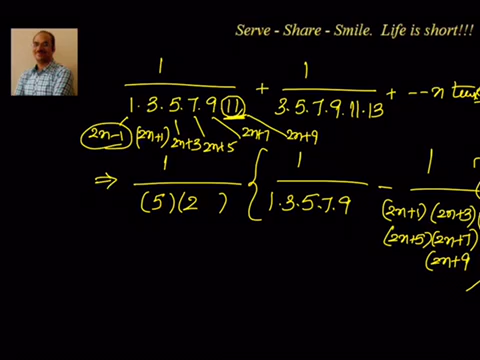 Serve - Share - Smile. Life is short!!!
1/(1.3.5.7.9 11) + 1/(3.5.7.9.11.13) + --n
2n-1 (2n+1) 2n+3 2n+5 2n+7 2n+9
⇒ 1/((5)(2 )) { 1/(1.3.5.7.9) - 1/((2n+1)(2n+3)
(2n+5)(2n+7)
(2n+9